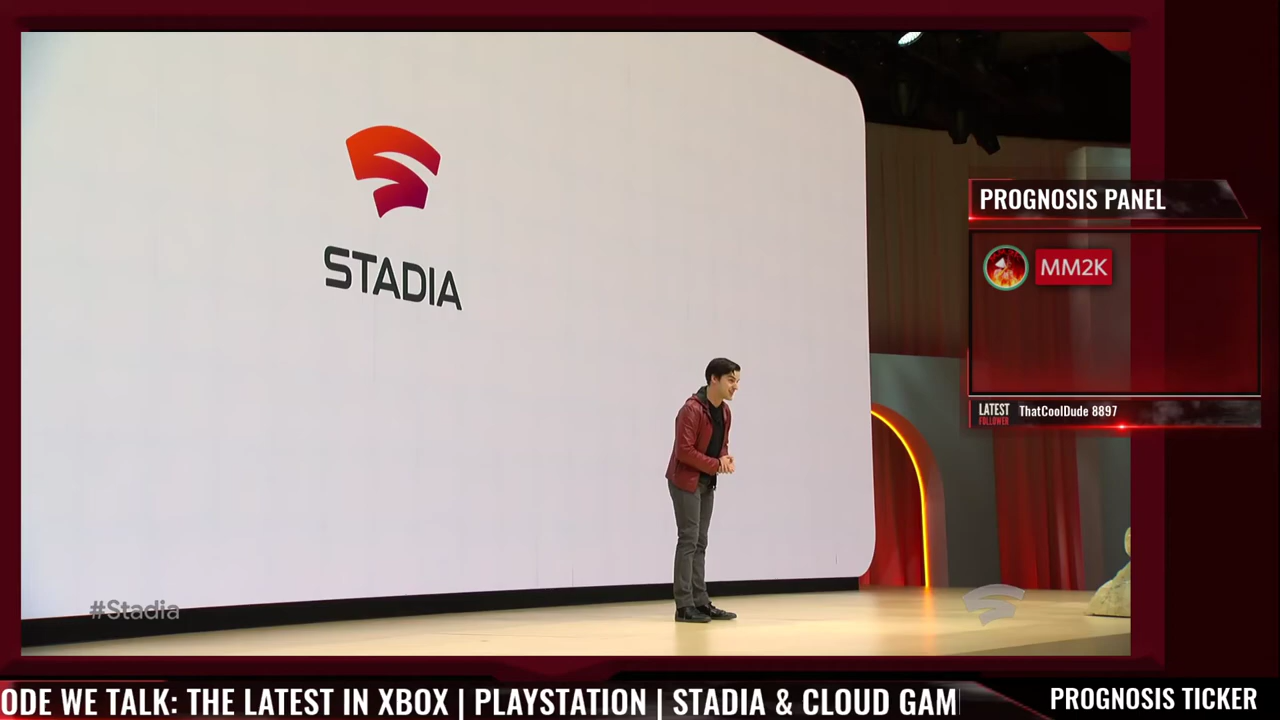 STADIA
PROGNOSIS PANEL
MM2K
LATEST
FOLLOWER
ThatCoolDude 8897
#Stadia
ODE WE TALK: THE LATEST IN XBOX | PLAYSTATION | STADIA & CLOUD GAM
PROGNOSIS TICKER